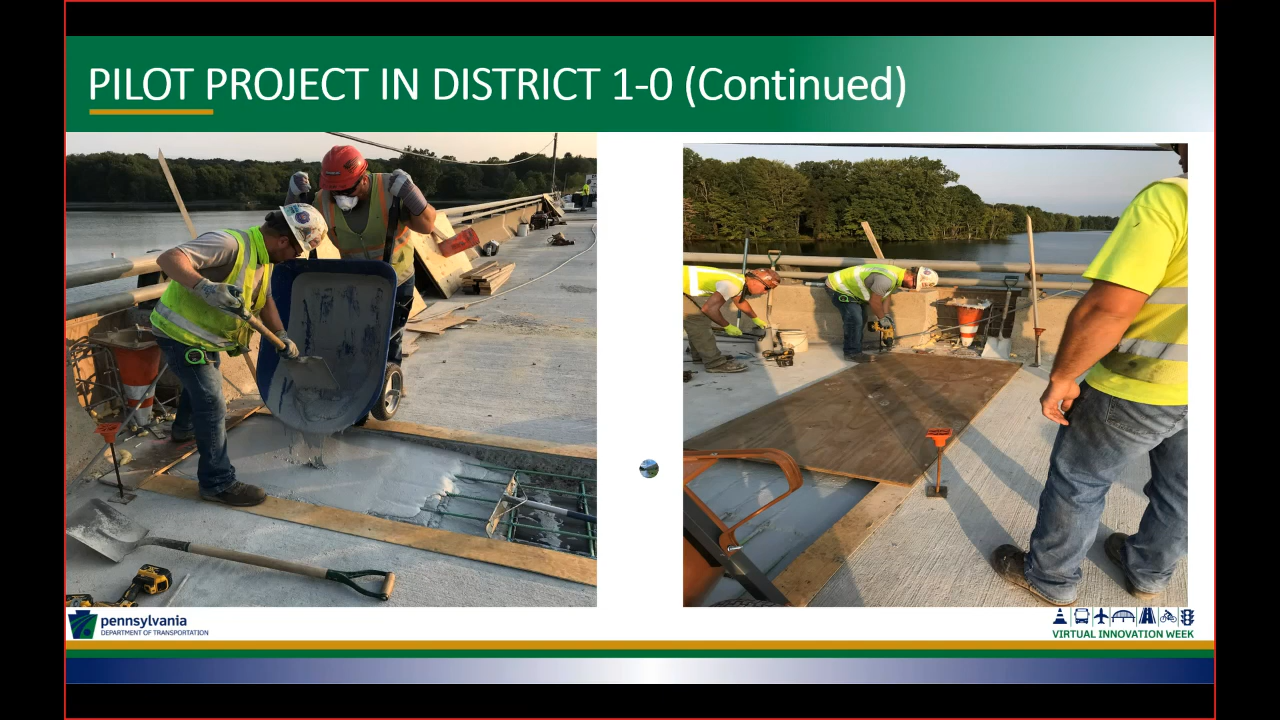 PILOT PROJECT IN DISTRICT 1-0 (Continued)
pennsylvania
DEPARTMENT OF TRANSPORTATION
VIRTUAL INNOVATION WEEK